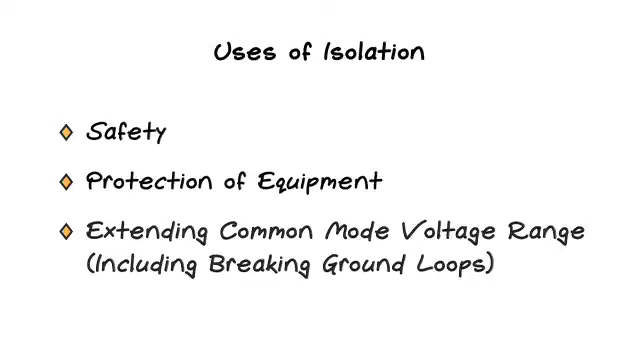 Uses of Isolation
Safety
Protection of Equipment
Extending Common Mode Voltage Range
(Including Breaking Ground Loops)